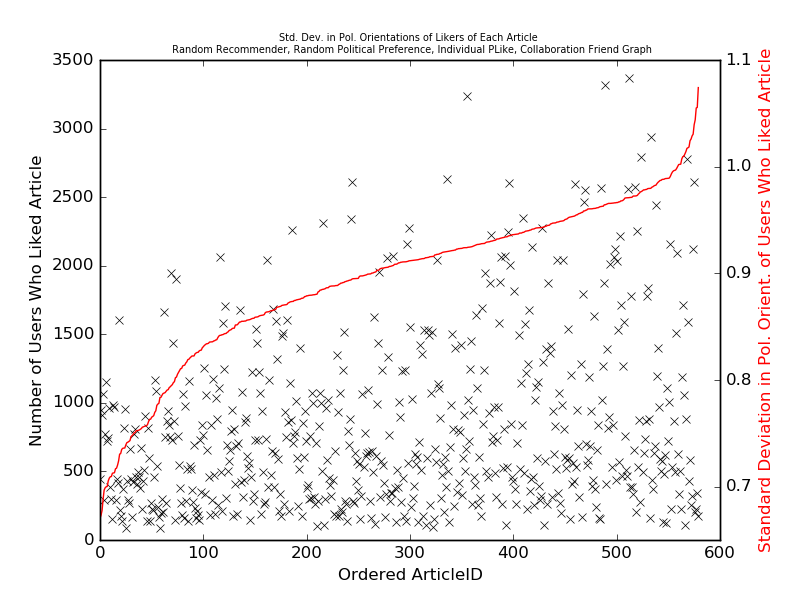 Std. Dev. in Pol. Orientations of Likers of Each Article
Random Recommender, Random Political Preference, Individual PLike, Collaboration Friend Graph
Number of Users Who Liked Article
3500
3000
2500
2000
1500
1000
500
0
0 100 200 300 400 500 600
Ordered ArticleID
1.1
1.0
0.9
0.8
0.7
Standard Deviation in Pol. Orient. of Users Who Liked Article